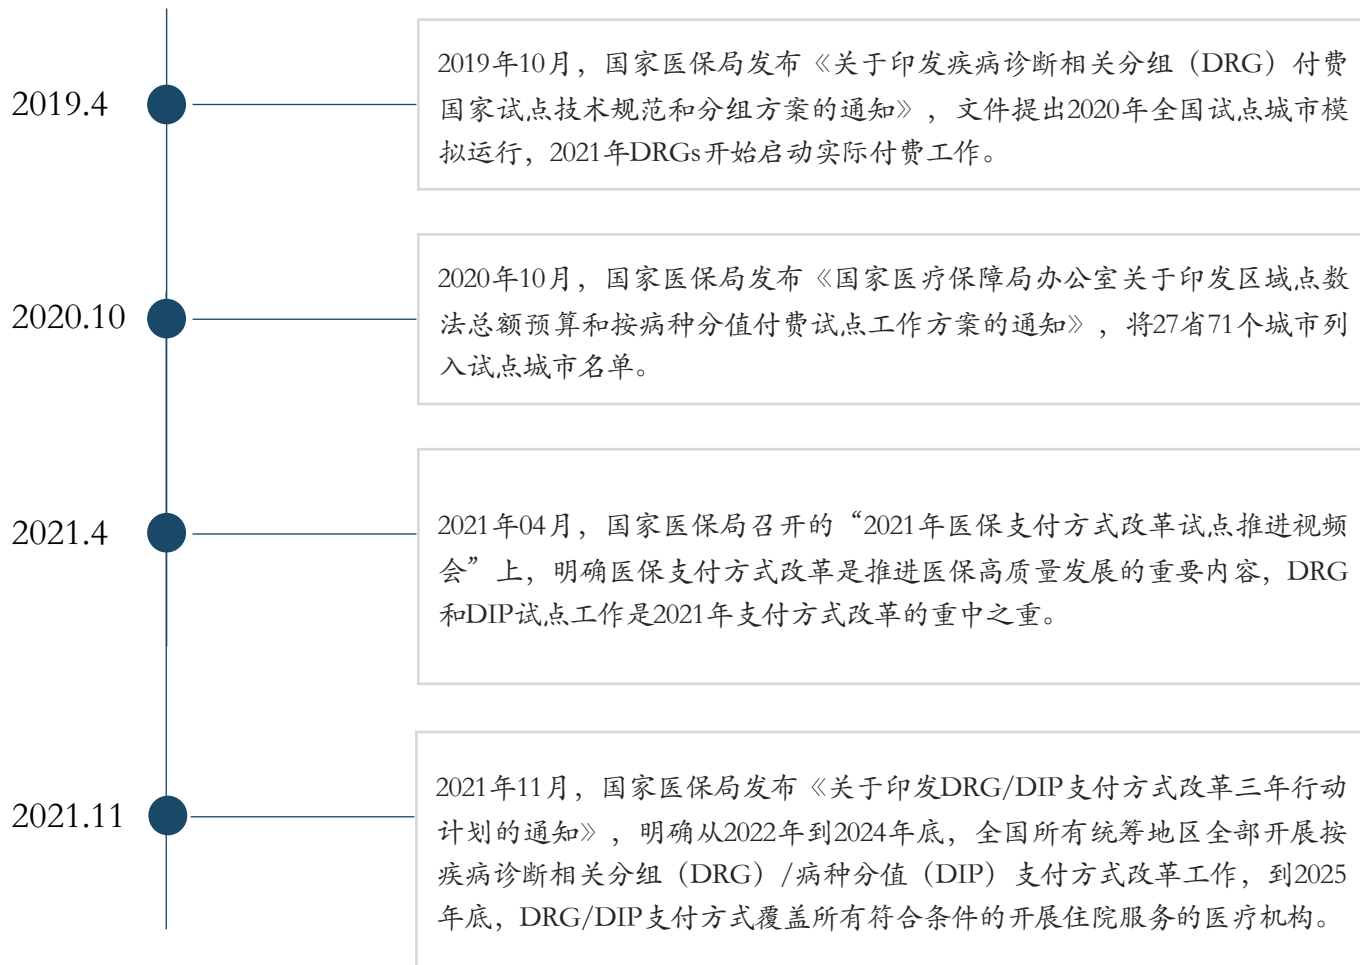 2019.4
2019年10月，国家医保局发布《关于印发疾病诊断相关分组（DRG）付费
国家试点技术规范和分组方案的通知》，文件提出2020年全国试点城市模
拟运行，2021年DRGs开始启动实际付费工作。
2020.10
2020年10月，国家医保局发布《国家医疗保障局办公室关于印发区域点数
法总额预算和按病种分值付费试点工作方案的通知》，将27省71个城市列
入试点城市名单。
2021.4
2021年04月，国家医保局召开的“2021年医保支付方式改革试点推进视频
会”上，明确医保支付方式改革是推进医保高质量发展的重要内容，DRG
和DIP试点工作是2021年支付方式改革的重中之重。
2021.11
2021年11月，国家医保局发布《关于印发DRG/DIP支付方式改革三年行动
计划的通知》，明确从2022年到2024年底，全国所有统筹地区全部开展按
疾病诊断相关分组（DRG）/病种分值（DIP）支付方式改革工作，到2025
年底，DRG/DIP支付方式覆盖所有符合条件的开展住院服务的医疗机构。